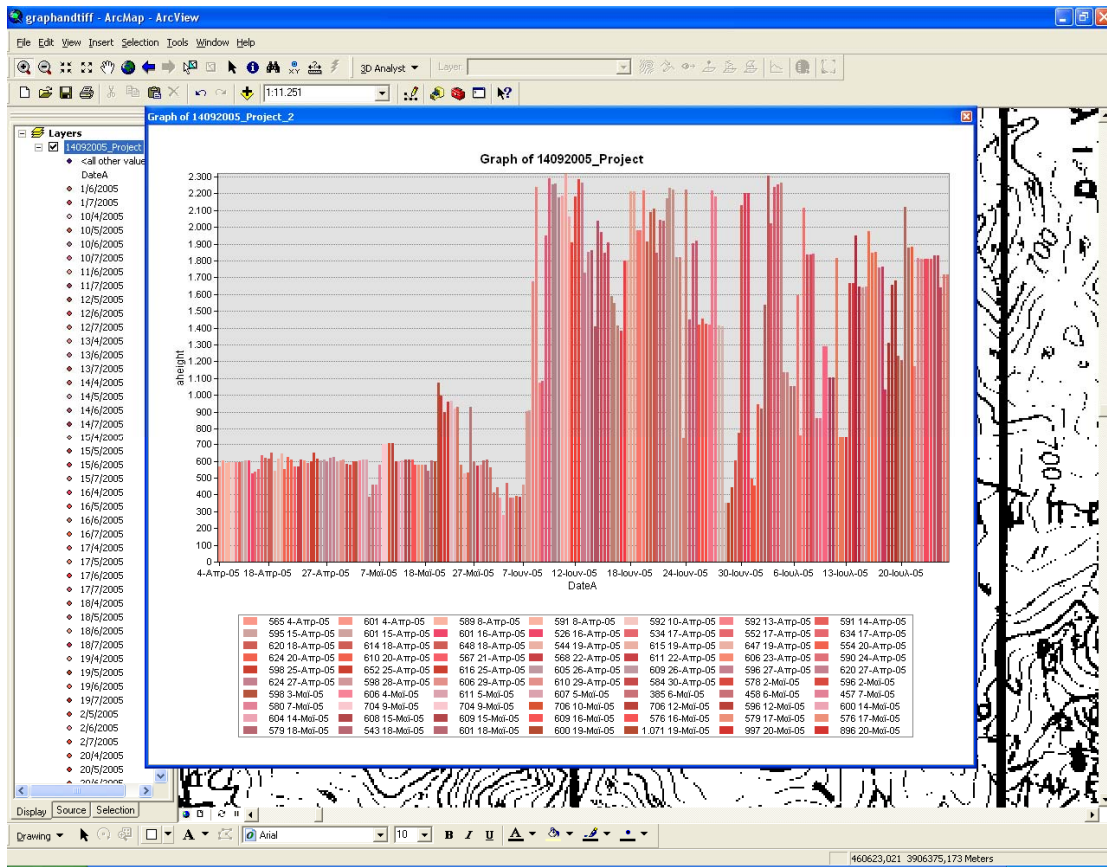 graphandtiff - ArcMap - ArcView
File Edit View Insert Selection Tools Window Help
3D Analyst Layer:
1:11.251
Graph of 14092005_Project_2
Layers
14092005_Project
<all other value
DateA
1/6/2005
1/7/2005
10/4/2005
10/5/2005
10/6/2005
10/7/2005
11/6/2005
11/7/2005
12/5/2005
12/6/2005
12/7/2005
13/4/2005
13/6/2005
13/7/2005
14/4/2005
14/5/2005
14/6/2005
14/7/2005
15/4/2005
15/5/2005
15/6/2005
15/7/2005
16/4/2005
16/5/2005
16/6/2005
16/7/2005
17/4/2005
17/5/2005
17/6/2005
17/7/2005
18/4/2005
18/5/2005
18/6/2005
18/7/2005
19/4/2005
19/5/2005
19/6/2005
19/7/2005
2/5/2005
2/6/2005
2/7/2005
20/4/2005
20/5/2005
20/6/2005
Graph of 14092005_Project
aheight
2.300
2.200
2.100
2.000
1.900
1.800
1.700
1.600
1.500
1.400
1.300
1.200
1.100
1.000
900
800
700
600
500
400
300
200
100
0
4-Απρ-05 18-Απρ-05 27-Απρ-05 7-Μαϊ-05 18-Μαϊ-05 27-Μαϊ-05 7-Ιουν-05 12-Ιουν-05 18-Ιουν-05 24-Ιουν-05 30-Ιουν-05 6-Ιουλ-05 13-Ιουλ-05 20-Ιουλ-05
DateA
565 4-Απρ-05 601 4-Απρ-05 589 8-Απρ-05 591 8-Απρ-05 592 10-Απρ-05 592 13-Απρ-05 591 14-Απρ-05
595 15-Απρ-05 601 15-Απρ-05 601 16-Απρ-05 526 16-Απρ-05 534 17-Απρ-05 552 17-Απρ-05 634 17-Απρ-05
620 18-Απρ-05 614 18-Απρ-05 648 18-Απρ-05 544 19-Απρ-05 615 19-Απρ-05 647 19-Απρ-05 554 20-Απρ-05
624 20-Απρ-05 610 20-Απρ-05 567 21-Απρ-05 568 22-Απρ-05 611 22-Απρ-05 606 23-Απρ-05 590 24-Απρ-05
598 25-Απρ-05 652 25-Απρ-05 616 25-Απρ-05 605 26-Απρ-05 609 26-Απρ-05 596 27-Απρ-05 620 27-Απρ-05
624 27-Απρ-05 598 28-Απρ-05 606 29-Απρ-05 610 29-Απρ-05 584 30-Απρ-05 578 2-Μαϊ-05 596 2-Μαϊ-05
598 3-Μαϊ-05 606 4-Μαϊ-05 611 5-Μαϊ-05 607 5-Μαϊ-05 385 6-Μαϊ-05 458 6-Μαϊ-05 457 7-Μαϊ-05
580 7-Μαϊ-05 704 9-Μαϊ-05 704 9-Μαϊ-05 706 10-Μαϊ-05 706 12-Μαϊ-05 596 12-Μαϊ-05 600 14-Μαϊ-05
604 14-Μαϊ-05 608 15-Μαϊ-05 609 15-Μαϊ-05 609 16-Μαϊ-05 576 16-Μαϊ-05 579 17-Μαϊ-05 576 17-Μαϊ-05
579 18-Μαϊ-05 543 18-Μαϊ-05 601 18-Μαϊ-05 600 19-Μαϊ-05 1.071 19-Μαϊ-05 997 20-Μαϊ-05 896 20-Μαϊ-05
700
Display Source Selection
Drawing Arial 10 B I U A
460623,021 3906375,173 Meters